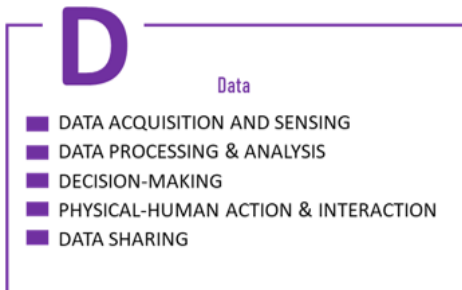 D
Data
DATA ACQUISITION AND SENSING
DATA PROCESSING & ANALYSIS
DECISION-MAKING
PHYSICAL-HUMAN ACTION & INTERACTION
DATA SHARING